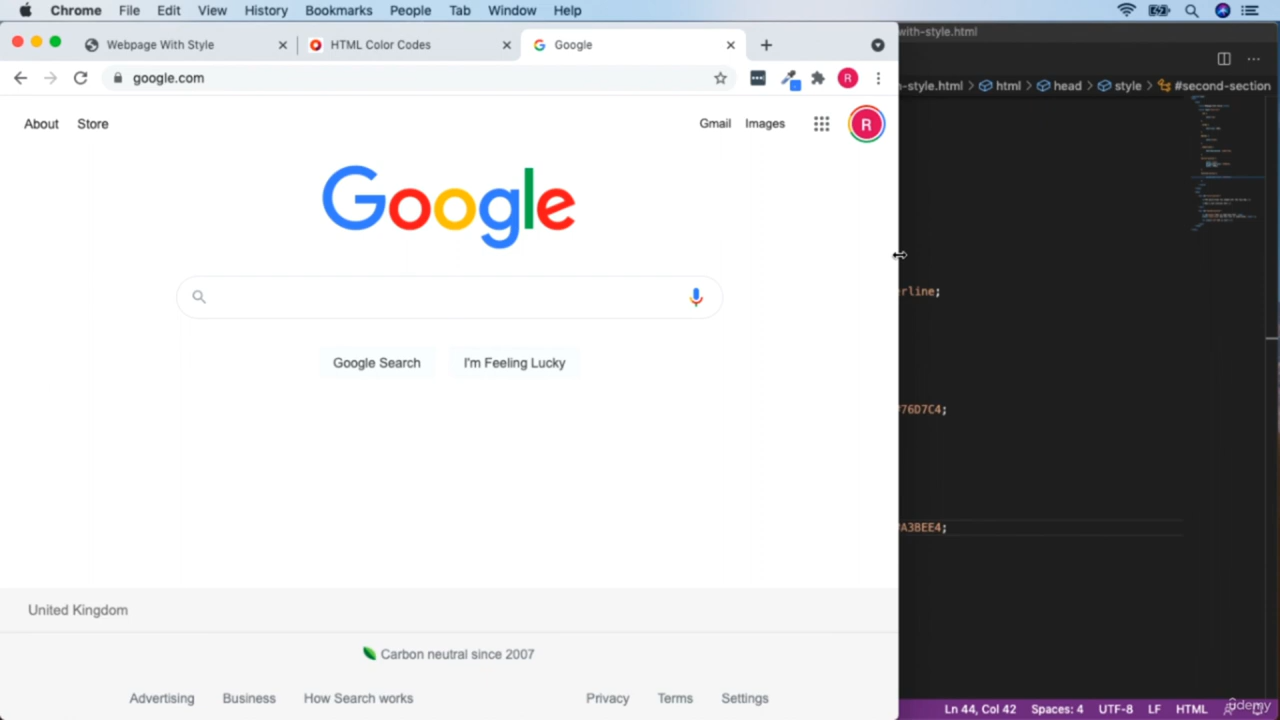 Chrome File Edit View History Bookmarks People Tab Window Help
with-style.html
Webpage With Style HTML Color Codes Google
google.com R
-style.html > html > head > style > #second-section
About Store Gmail Images R
Google
erline;
Google Search I'm Feeling Lucky
#76D7C4;
#A3BEE4;
United Kingdom
Carbon neutral since 2007
Advertising Business How Search works Privacy Terms Settings
Ln 44, Col 42 Spaces: 4 UTF-8 LF HTML
ûdemy